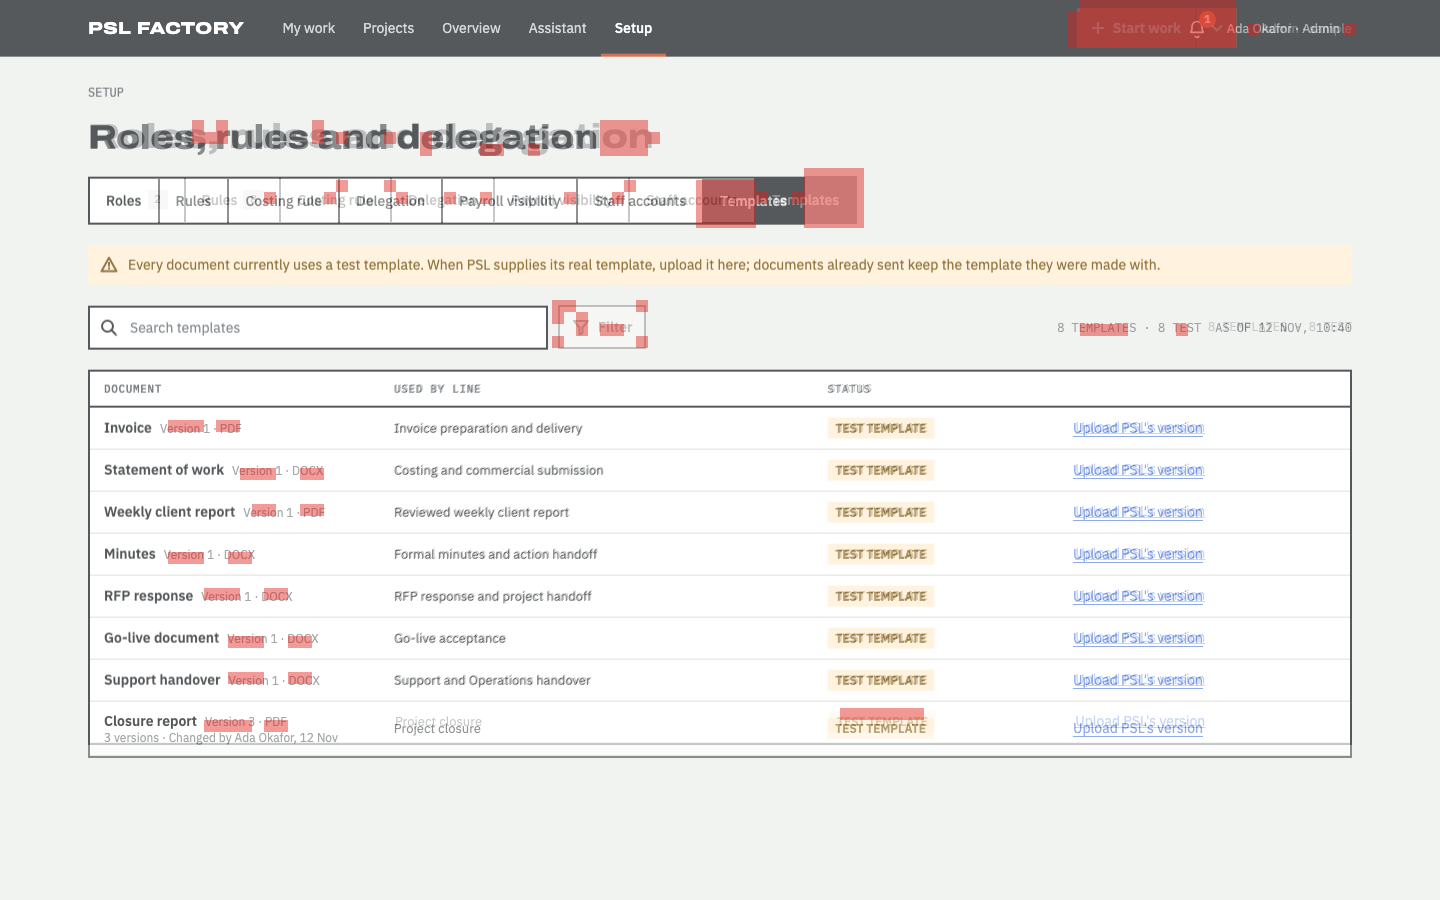 PSL FACTORY My work Projects Overview Assistant Setup + Start work 1 Ada Okafor · Admin
SETUP
Roles, rules and delegation
Roles 2 Rules Costing rule Delegation Payroll visibility Staff accounts Templates
Every document currently uses a test template. When PSL supplies its real template, upload it here; documents already sent keep the template they were made with.
Search templates Filter 8 TEMPLATES · 8 TEST AS OF 12 NOV, 10:40
DOCUMENT USED BY LINE STATUS
Invoice Version 1 · PDF Invoice preparation and delivery TEST TEMPLATE Upload PSL's version
Statement of work Version 1 · DOCX Costing and commercial submission TEST TEMPLATE Upload PSL's version
Weekly client report Version 1 · PDF Reviewed weekly client report TEST TEMPLATE Upload PSL's version
Minutes Version 1 · DOCX Formal minutes and action handoff TEST TEMPLATE Upload PSL's version
RFP response Version 1 · DOCX RFP response and project handoff TEST TEMPLATE Upload PSL's version
Go-live document Version 1 · DOCX Go-live acceptance TEST TEMPLATE Upload PSL's version
Support handover Version 1 · DOCX Support and Operations handover TEST TEMPLATE Upload PSL's version
Closure report Version 3 · PDF Project closure TEST TEMPLATE Upload PSL's version
3 versions · Changed by Ada Okafor, 12 Nov